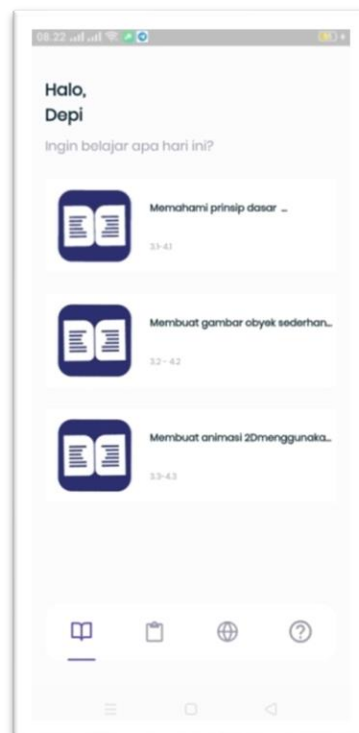 08.22
Halo,
Depi
Ingin belajar apa hari ini?
Memahami prinsip dasar ...
3.1-4.1
Membuat gambar obyek sederhan...
3.2 - 4.2
Membuat animasi 2Dmenggunaka...
3.3-4.3